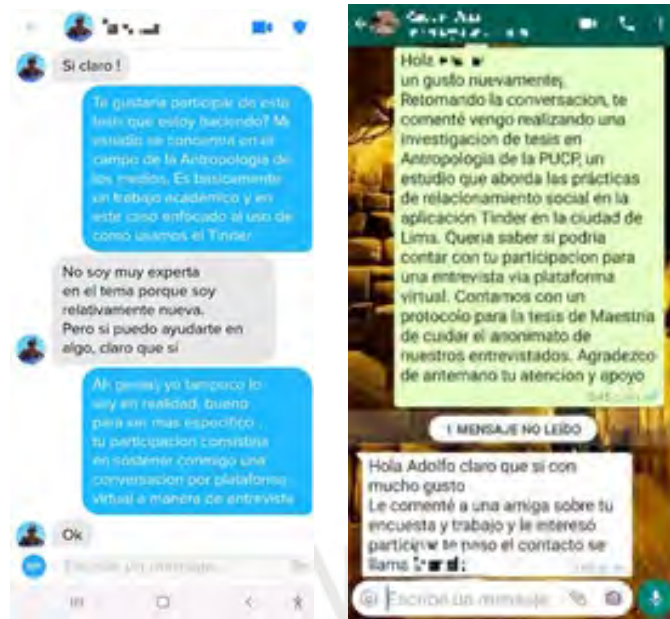 Si claro !
Te gustaria participar de esta
tesis que estoy haciendo? Mi
estudio se concentra en el
campo de la Antropologia de
los medios. Es basicamente
un trabajo academico y en
este caso enfocado al uso de
como usamos el Tinder
No soy muy experta
en el tema porque soy
relativamente nueva.
Pero si puedo ayudarte en
algo, claro que si
Ah genial, yo tampoco lo
soy en realidad, bueno
para ser mas especifico ,
tu participacion consistiria
en sostener conmigo una
conversacion por plataforma
virtual a manera de entrevista
Ok
Escribe un mensaje...
Hola
un gusto nuevamente,
Retomando la conversacion, te
comenté vengo realizando una
investigacion de tesis en
Antropologia de la PUCP, un
estudio que aborda las prácticas
de relacionamiento social en la
aplicación Tinder en la ciudad de
Lima. Queria saber si podria
contar con tu participacion para
una entrevista via plataforma
virtual. Contamos con un
protocolo para la tesis de Maestria
de cuidar el anonimato de
nuestros entrevistados. Agradezco
de antemano tu atencion y apoyo
1 MENSAJE NO LEÍDO
Hola Adolfo claro que si con
mucho gusto
Le comenté a una amiga sobre tu
encuesta y trabajo y le interesó
participar te paso el contacto se
llama
Escribe un mensaje